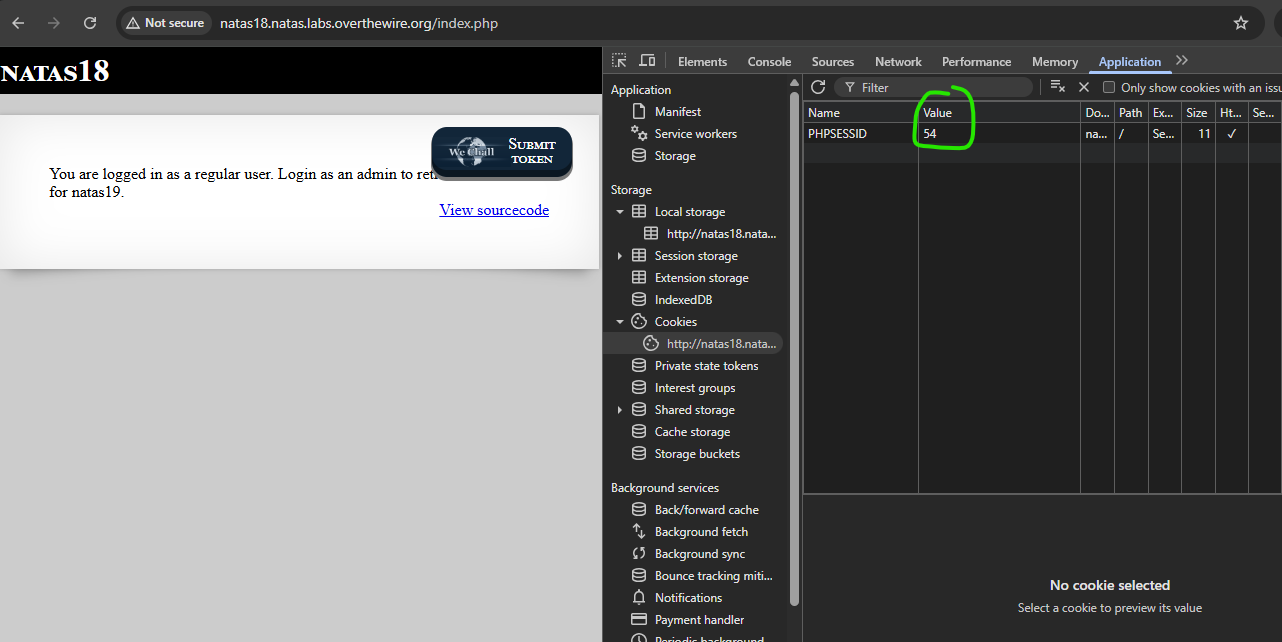 Not secure natas18.natas.labs.overthewire.org/index.php
NATAS18
SUBMIT TOKEN
We Chall
You are logged in as a regular user. Login as an admin to
for natas19.
View sourcecode
Elements Console Sources Network Performance Memory Application
Filter Only show cookies with an issu
Application
Manifest
Service workers
Storage
Storage
Local storage
http://natas18.nata...
Session storage
Extension storage
IndexedDB
Cookies
http://natas18.nata...
Private state tokens
Interest groups
Shared storage
Cache storage
Storage buckets
Background services
Back/forward cache
Background fetch
Background sync
Bounce tracking miti...
Notifications
Payment handler
Name Value Do... Path Ex... Size Ht... Se...
PHPSESSID 54 na... / Se... 11 ✓
No cookie selected
Select a cookie to preview its value